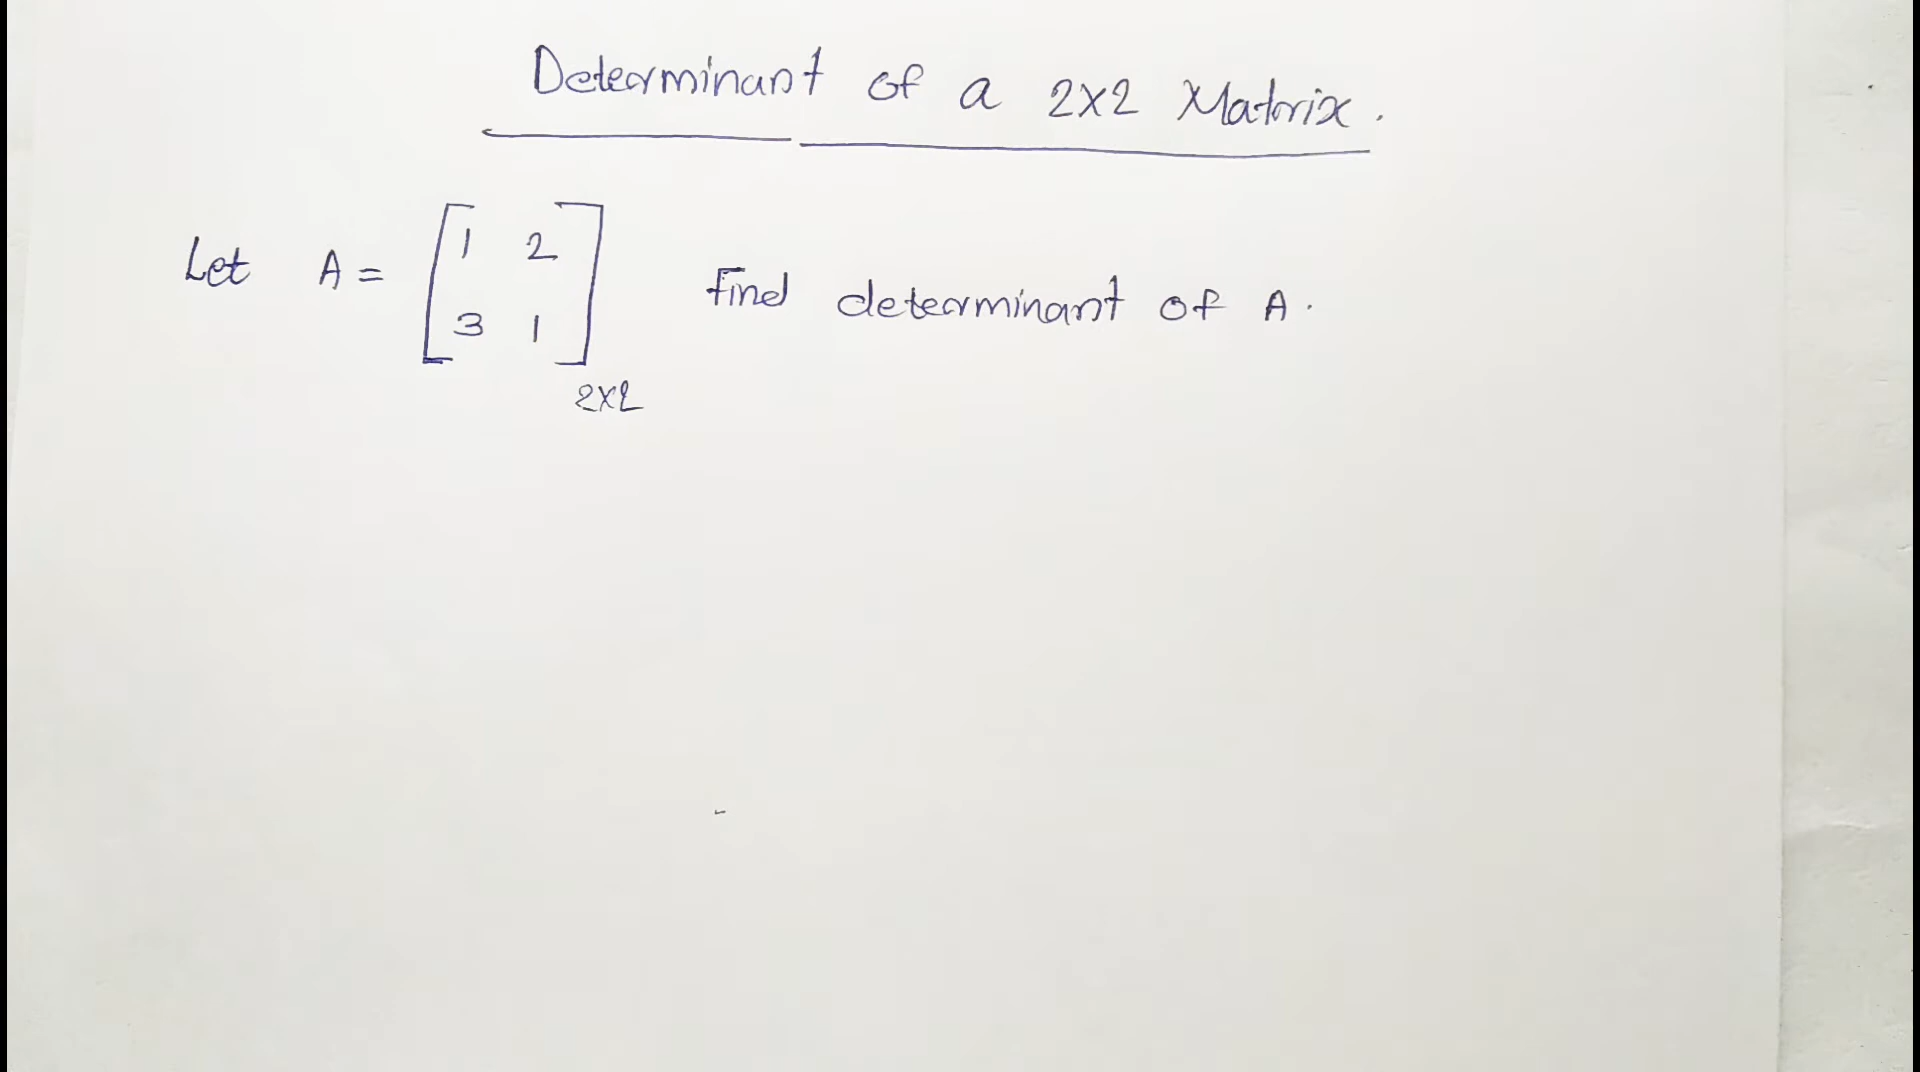 Determinant of a 2x2 Matrix.
Let A = [1 2
3 1] 2x2 Find determinant of A.